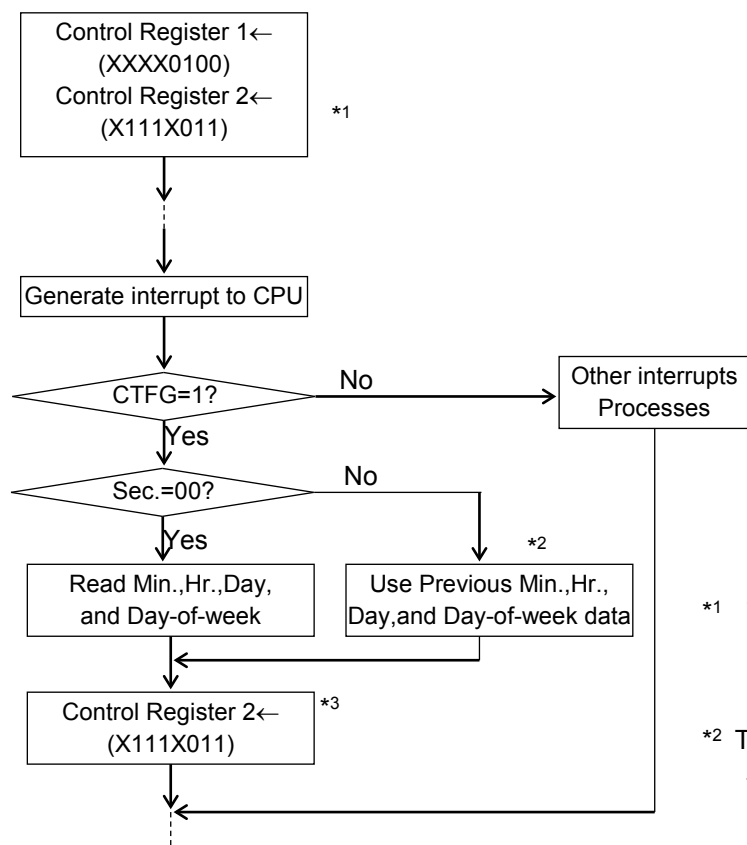 Control Register 1←
(XXXX0100)
Control Register 2←
(X111X011)
*1
Generate interrupt to CPU
CTFG=1?
No
Other interrupts
Processes
Yes
Sec.=00?
No
Yes
*2
Read Min.,Hr.,Day,
and Day-of-week
Use Previous Min.,Hr.,
Day,and Day-of-week data
*1
Control Register 2←
(X111X011)
*3
*2 T